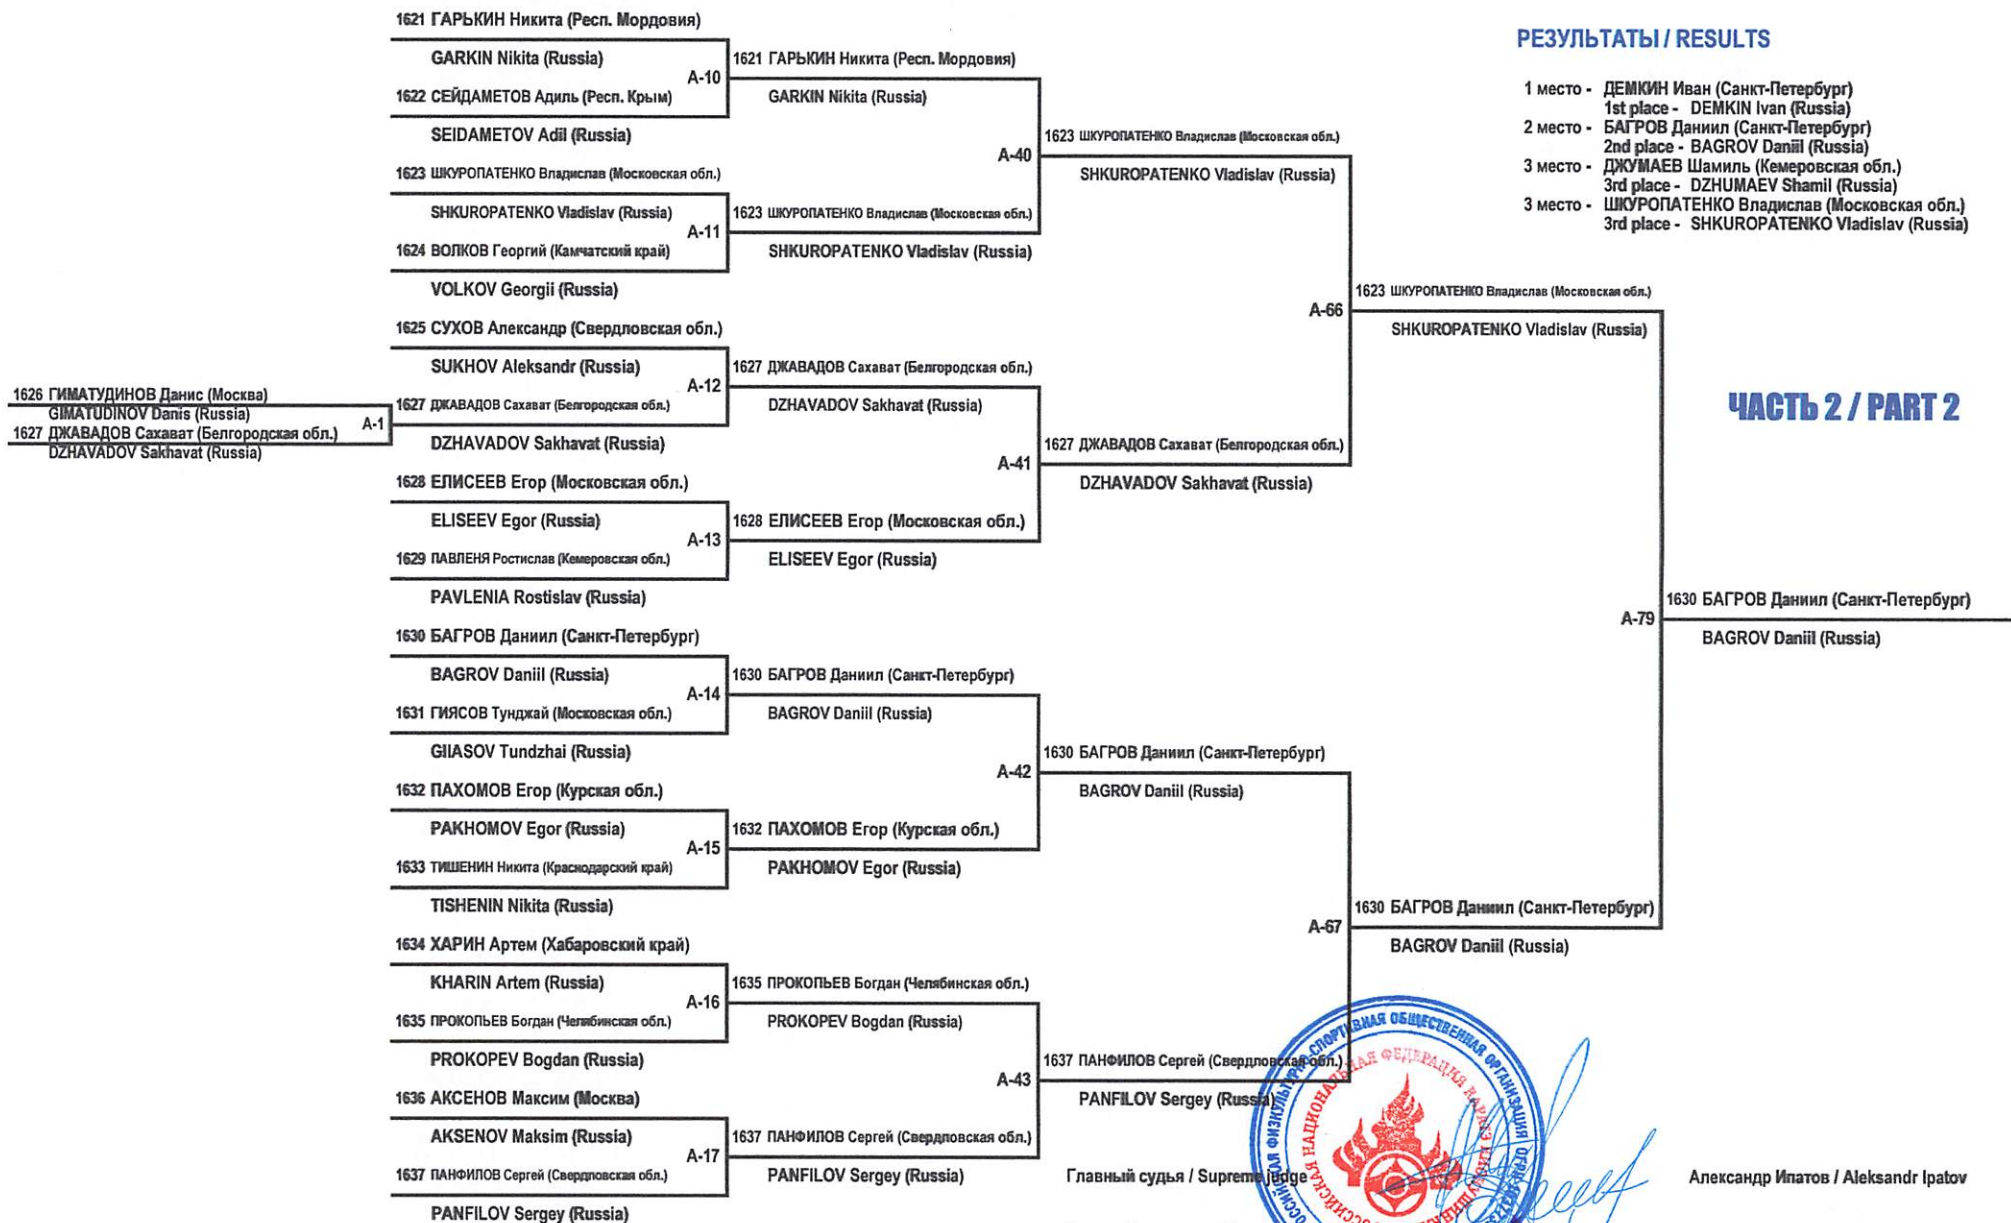 1621 ГАРЬКИН Никита (Респ. Мордовия)
GARKIN Nikita (Russia)
A-10
1622 СЕЙДАМЕТОВ Адиль (Респ. Крым)
SEIDAMETOV Adil (Russia)
1623 ШКУРОПАТЕНКО Владислав (Московская обл.)
SHKUROPATENKO Vladislav (Russia)
A-11
1624 ВОЛКОВ Георгий (Камчатский край)
VOLKOV Georgii (Russia)
1625 СУХОВ Александр (Свердловская обл.)
SUKHOV Aleksandr (Russia)
A-12
1626 ГИМАТУДИНОВ Данис (Москва)
GIMATUDINOV Danis (Russia)
A-1
1627 ДЖАВАДОВ Сахават (Белгородская обл.)
DZHAVADOV Sakhavat (Russia)
1627 ДЖАВАДОВ Сахават (Белгородская обл.)
DZHAVADOV Sakhavat (Russia)
1628 ЕЛИСЕЕВ Егор (Московская обл.)
ELISEEV Egor (Russia)
A-13
1629 ПАВЛЕНЯ Ростислав (Кемеровская обл.)
PAVLENIA Rostislav (Russia)
1630 БАГРОВ Даниил (Санкт-Петербург)
BAGROV Daniil (Russia)
A-14
1631 ГИЯСОВ Тунджай (Московская обл.)
GIIASOV Tundzhai (Russia)
1632 ПАХОМОВ Егор (Курская обл.)
PAKHOMOV Egor (Russia)
A-15
1633 ТИШЕНИН Никита (Краснодарский край)
TISHENIN Nikita (Russia)
1634 ХАРИН Артем (Хабаровский край)
KHARIN Artem (Russia)
A-16
1635 ПРОКОПЬЕВ Богдан (Челябинская обл.)
PROKOPEV Bogdan (Russia)
1636 АКСЕНОВ Максим (Москва)
AKSENOV Maksim (Russia)
A-17
1637 ПАНФИЛОВ Сергей (Свердловская обл.)
PANFILOV Sergey (Russia)
1621 ГАРЬКИН Никита (Респ. Мордовия)
GARKIN Nikita (Russia)
A-40
1623 ШКУРОПАТЕНКО Владислав (Московская обл.)
SHKUROPATENKO Vladislav (Russia)
1627 ДЖАВАДОВ Сахават (Белгородская обл.)
DZHAVADOV Sakhavat (Russia)
A-41
1628 ЕЛИСЕЕВ Егор (Московская обл.)
ELISEEV Egor (Russia)
1630 БАГРОВ Даниил (Санкт-Петербург)
BAGROV Daniil (Russia)
A-42
1632 ПАХОМОВ Егор (Курская обл.)
PAKHOMOV Egor (Russia)
1635 ПРОКОПЬЕВ Богдан (Челябинская обл.)
PROKOPEV Bogdan (Russia)
A-43
1637 ПАНФИЛОВ Сергей (Свердловская обл.)
PANFILOV Sergey (Russia)
1623 ШКУРОПАТЕНКО Владислав (Московская обл.)
SHKUROPATENKO Vladislav (Russia)
A-66
1627 ДЖАВАДОВ Сахават (Белгородская обл.)
DZHAVADOV Sakhavat (Russia)
1630 БАГРОВ Даниил (Санкт-Петербург)
BAGROV Daniil (Russia)
A-67
1637 ПАНФИЛОВ Сергей (Свердловская обл.)
PANFILOV Sergey (Russia)
1623 ШКУРОПАТЕНКО Владислав (Московская обл.)
SHKUROPATENKO Vladislav (Russia)
A-79
1630 БАГРОВ Даниил (Санкт-Петербург)
BAGROV Daniil (Russia)
1630 БАГРОВ Даниил (Санкт-Петербург)
BAGROV Daniil (Russia)
РЕЗУЛЬТАТЫ / RESULTS
1 место - ДЕМКИН Иван (Санкт-Петербург)
1st place - DEMKIN Ivan (Russia)
2 место - БАГРОВ Даниил (Санкт-Петербург)
2nd place - BAGROV Daniil (Russia)
3 место - ДЖУМАЕВ Шамиль (Кемеровская обл.)
3rd place - DZHUMAEV Shamil (Russia)
3 место - ШКУРОПАТЕНКО Владислав (Московская обл.)
3rd place - SHKUROPATENKO Vladislav (Russia)
ЧАСТЬ 2 / PART 2
Главный судья / Supreme judge
Александр Ипатов / Aleksandr Ipatov
ФИЗКУЛЬТУРНО-СПОРТИВНАЯ ОБЩЕСТВЕННАЯ ОРГАНИЗАЦИЯ
НАЦИОНАЛЬНАЯ ФЕДЕРАЦИЯ КАРАТЭ